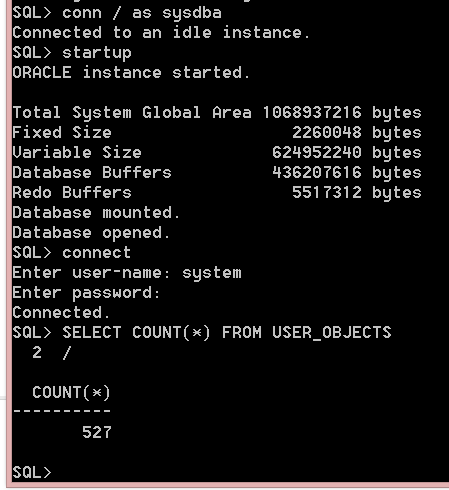 SQL> conn / as sysdba
Connected to an idle instance.
SQL> startup
ORACLE instance started.

Total System Global Area 1068937216 bytes
Fixed Size                  2260048 bytes
Variable Size             624952240 bytes
Database Buffers          436207616 bytes
Redo Buffers                5517312 bytes
Database mounted.
Database opened.
SQL> connect
Enter user-name: system
Enter password:
Connected.
SQL> SELECT COUNT(*) FROM USER_OBJECTS
  2  /

  COUNT(*)
----------
       527

SQL>